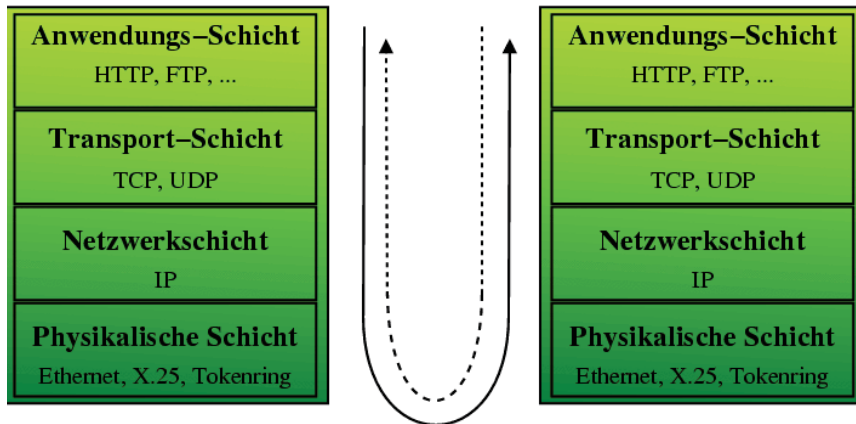 Anwendungs–Schicht
HTTP, FTP, ...
Transport–Schicht
TCP, UDP
Netzwerkschicht
IP
Physikalische Schicht
Ethernet, X.25, Tokenring
Anwendungs–Schicht
HTTP, FTP, ...
Transport–Schicht
TCP, UDP
Netzwerkschicht
IP
Physikalische Schicht
Ethernet, X.25, Tokenring